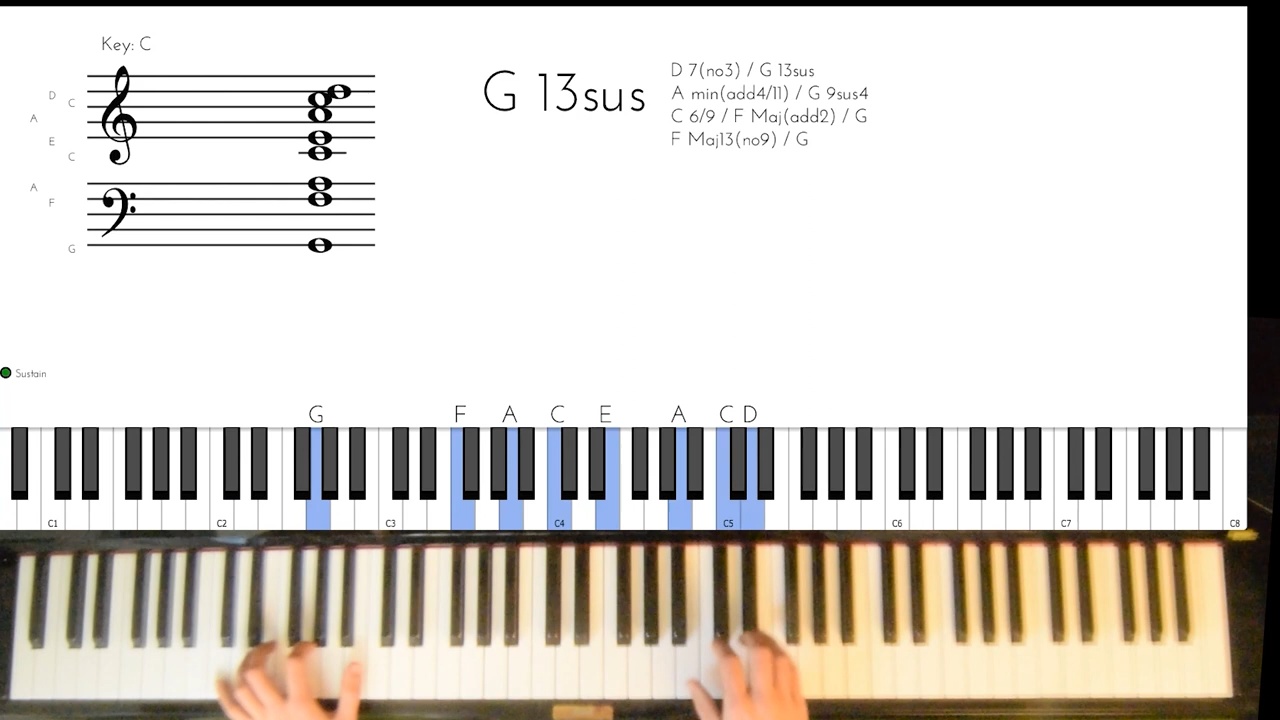 Key: C
G 13sus
D 7(no3) / G 13sus
A min(add4/11) / G 9sus4
C 6/9 / F Maj(add2) / G
F Maj13(no9) / G
D
C
A
E
C
A
F
G
Sustain
G F A C E A C D
C1 C2 C3 C4 C5 C6 C7 C8